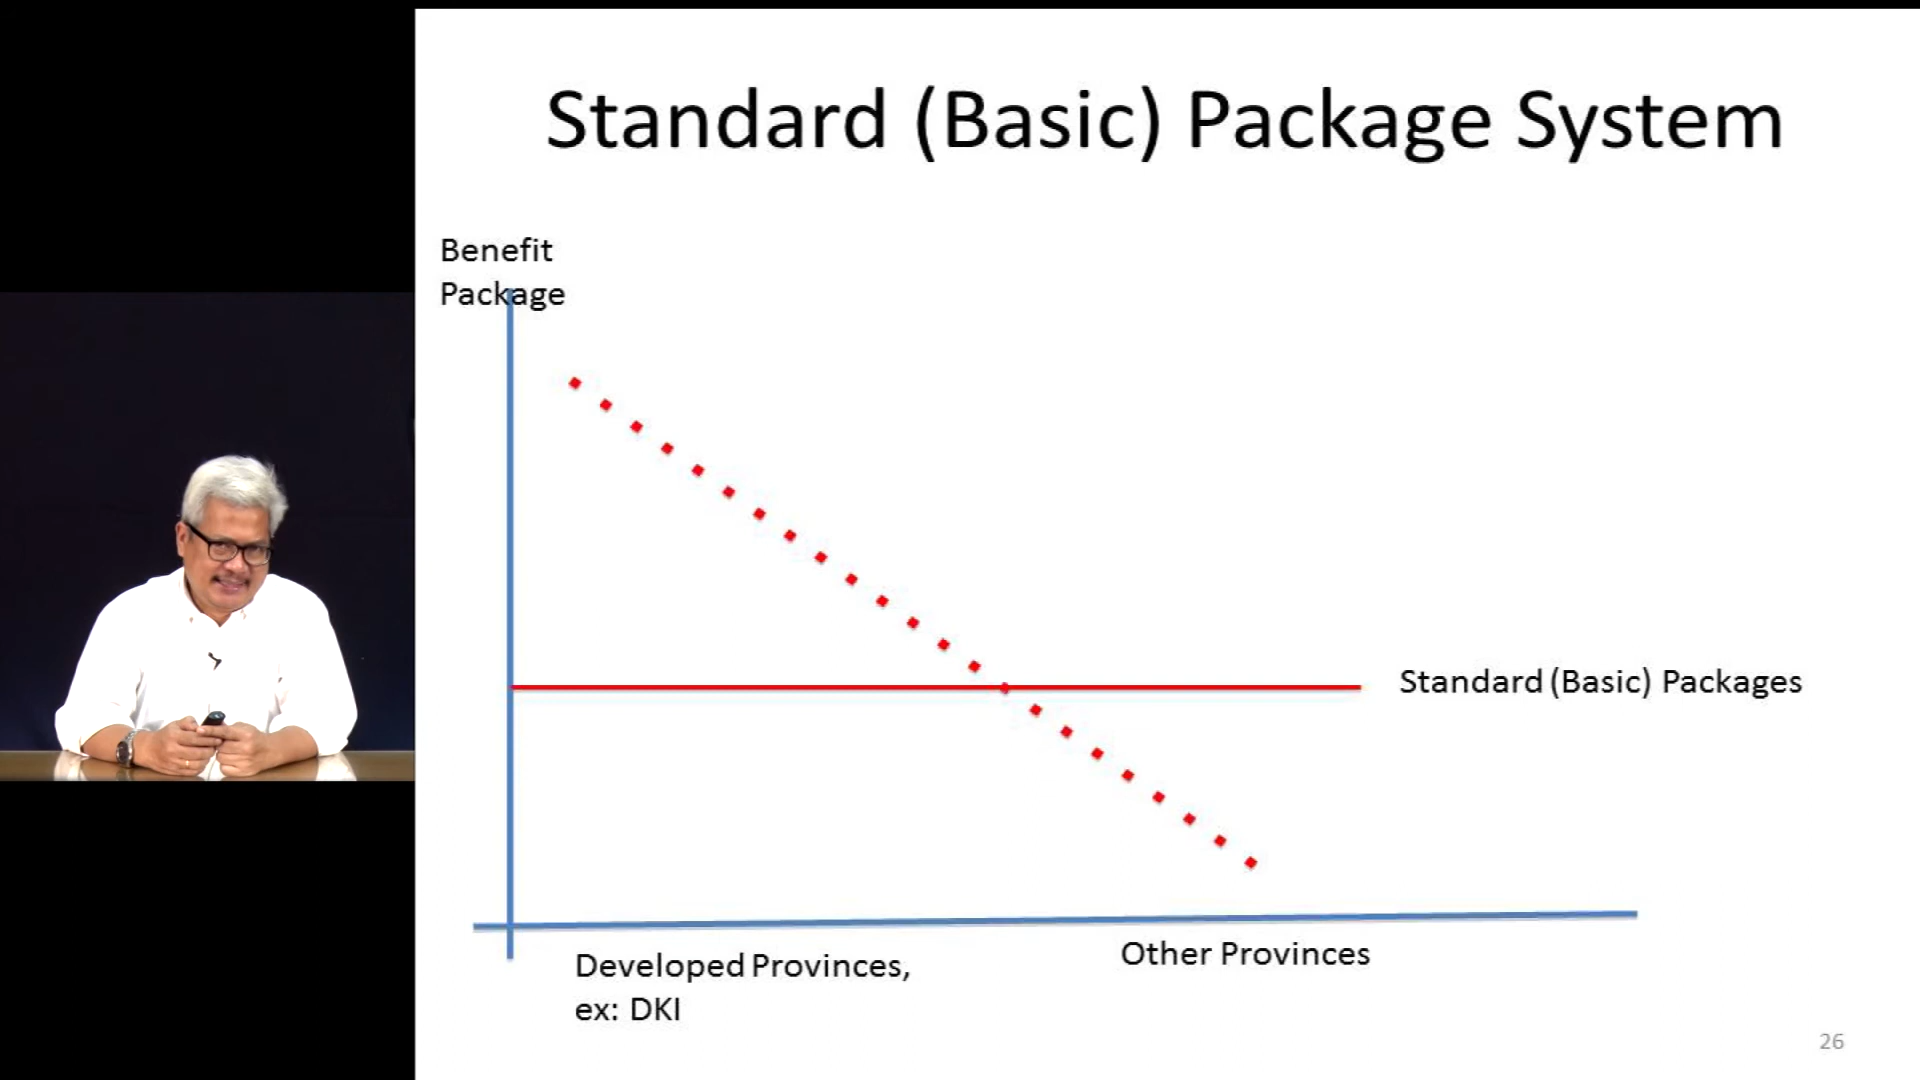 Standard (Basic) Package System
Benefit
Package
Standard (Basic) Packages
Developed Provinces,
ex: DKI
Other Provinces
26